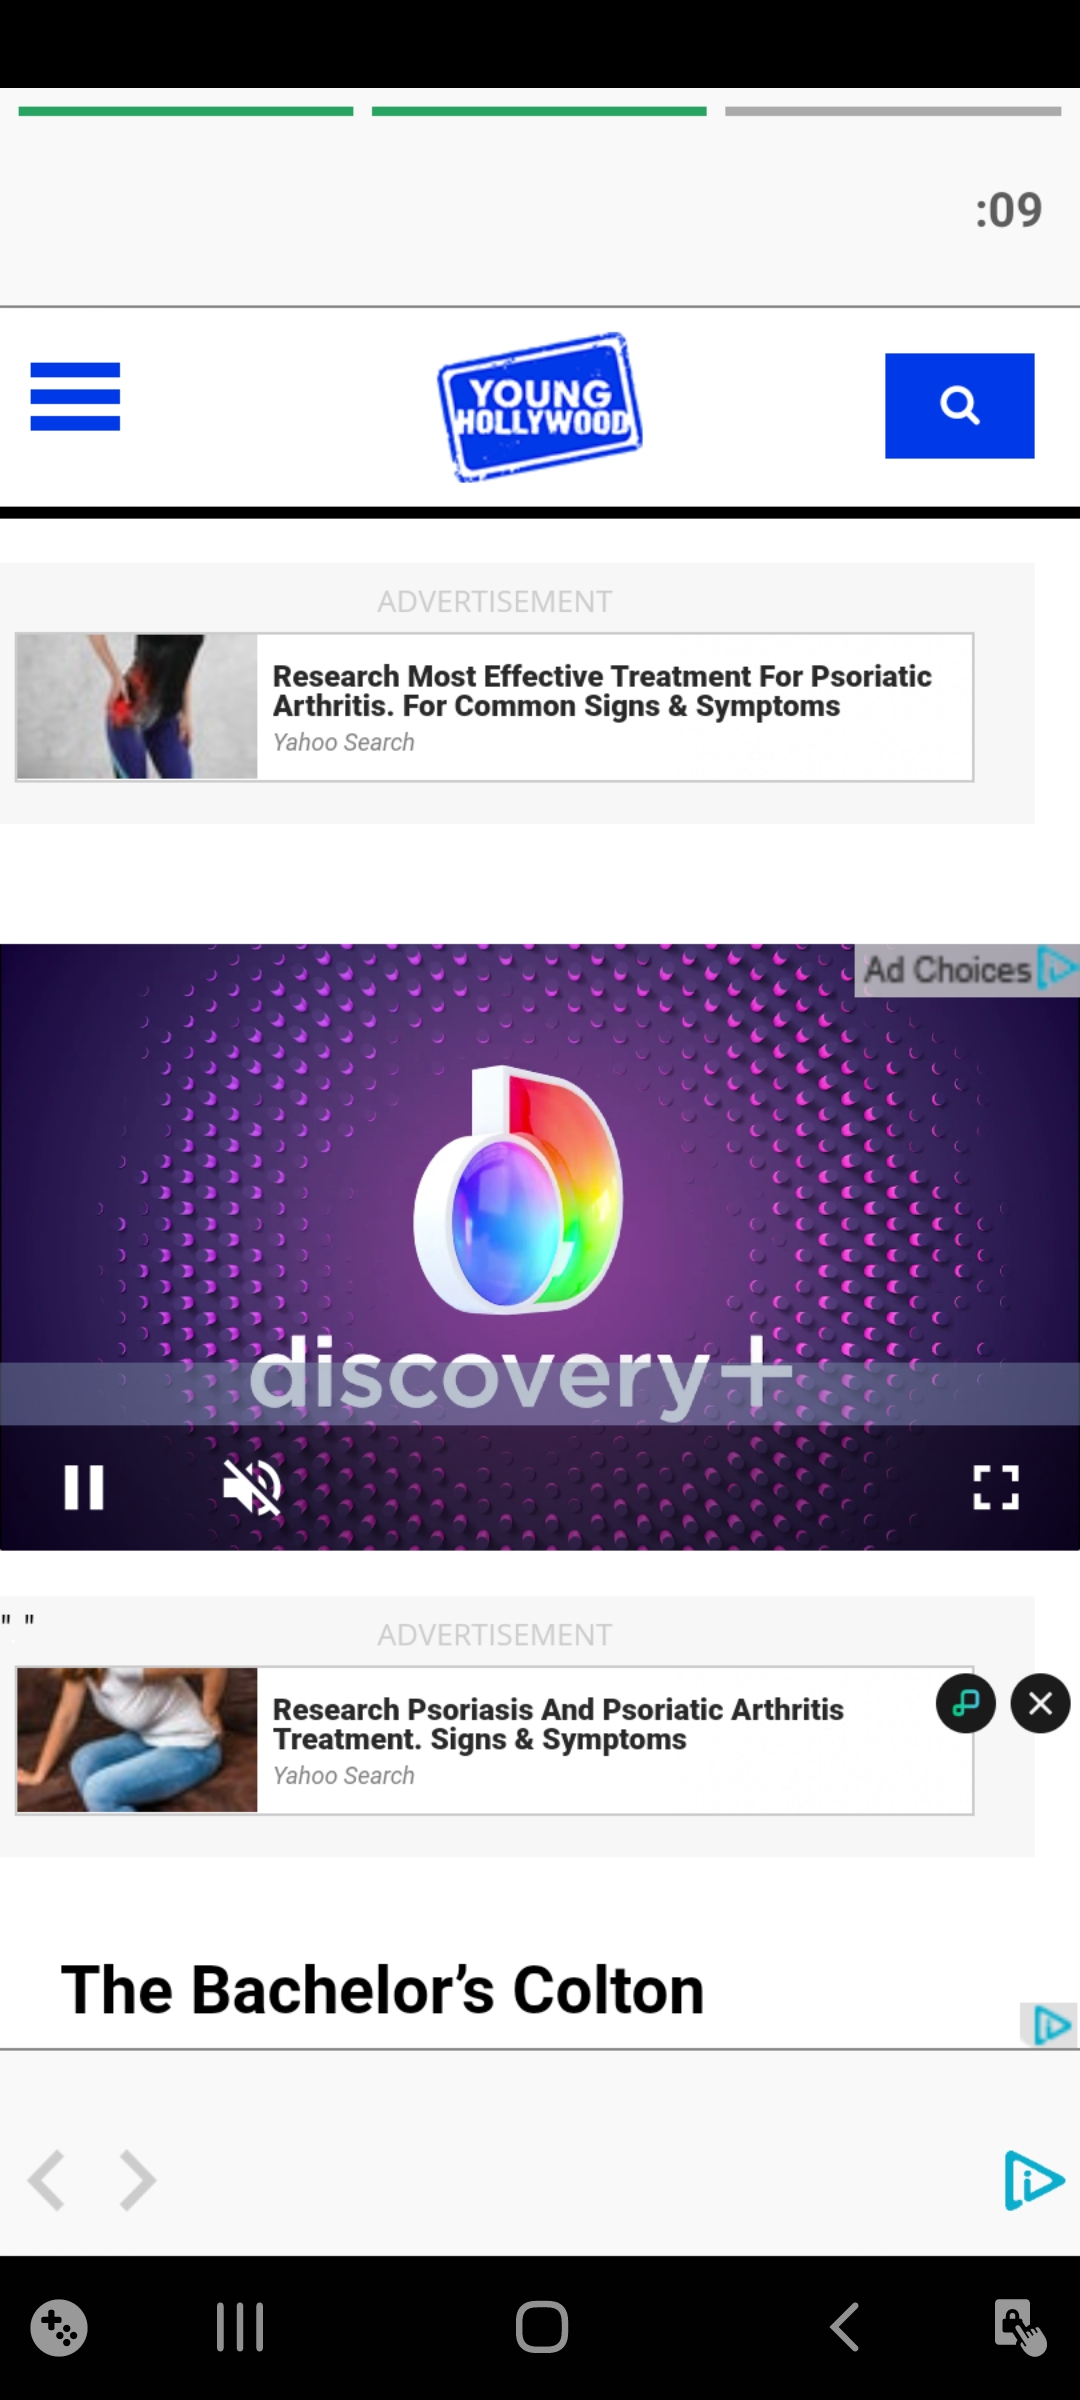 :09
YOUNG
HOLLYWOOD
ADVERTISEMENT
Research Most Effective Treatment For Psoriatic
Arthritis. For Common Signs & Symptoms
Yahoo Search
Ad Choices
discovery+
" "
ADVERTISEMENT
Research Psoriasis And Psoriatic Arthritis
Treatment. Signs & Symptoms
Yahoo Search
The Bachelor’s Colton